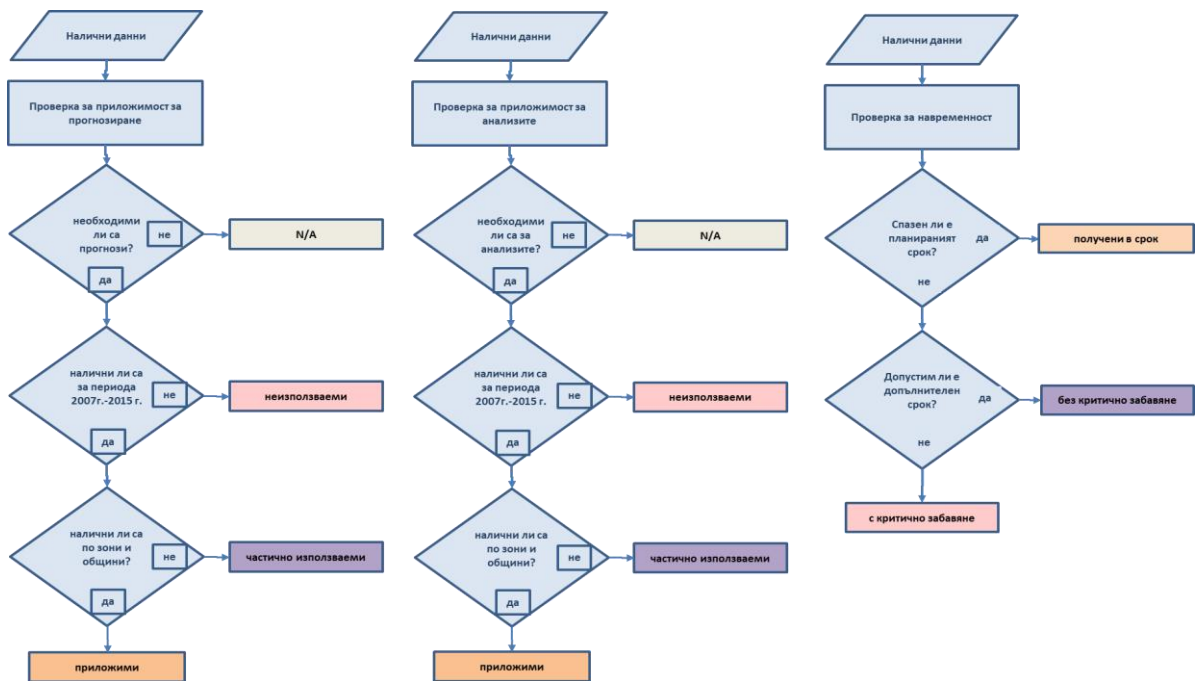 Налични данни
Проверка за приложимост за
прогнозиране
необходими
ли са
прогнози?
не
N/A
да
налични ли са
за периода
2007г.-2015 г.
не
неизползваеми
да
налични ли са
по зони и
общини?
не
частично използваеми
да
приложими
Налични данни
Проверка за приложимост за
анализите
необходими
ли са за
анализите?
не
N/A
да
налични ли са
за периода
2007г.-2015 г.
не
неизползваеми
да
налични ли са
по зони и
общини?
не
частично използваеми
да
приложими
Налични данни
Проверка за навременност
Спазен ли е
планираният
срок?
да
получени в срок
не
Допустим ли е
допълнителен
срок?
да
без критично забавяне
не
с критично забавяне